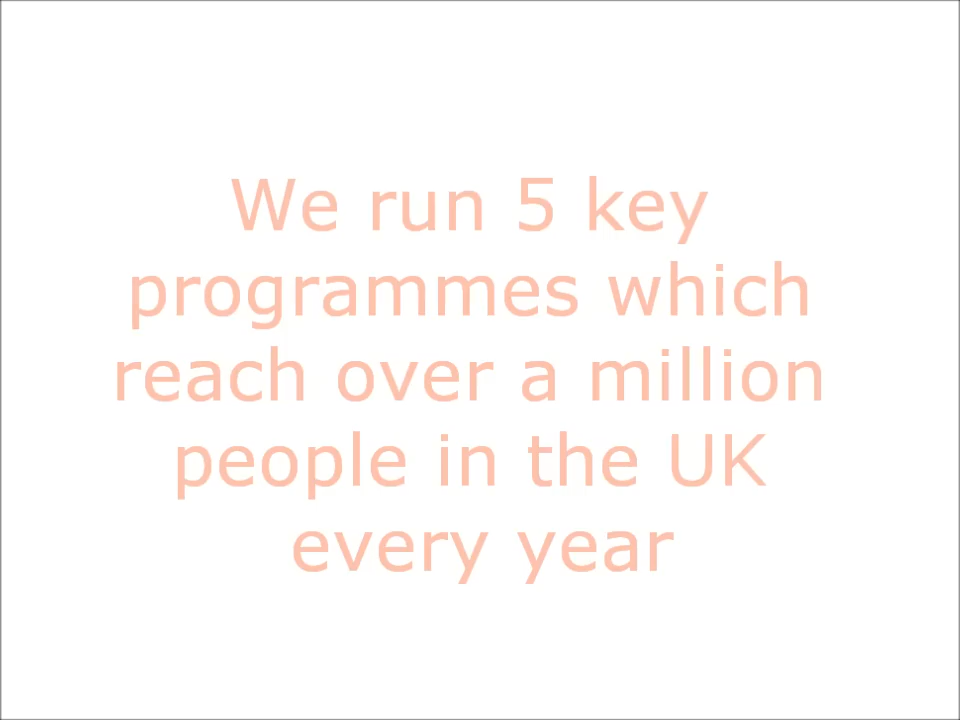 We run 5 key
programmes which
reach over a million
people in the UK
every year